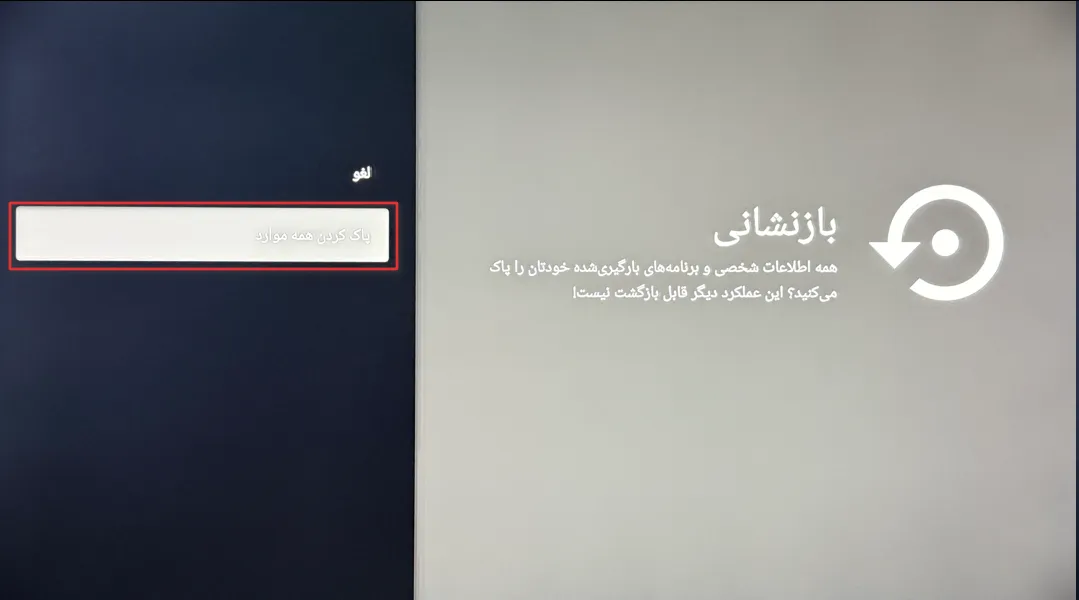 بازنشانی
همه اطلاعات شخصی و برنامه‌های بارگیری‌شده خودتان را پاک
می‌کنید؟ این عملکرد دیگر قابل بازگشت نیست!
لغو
پاک کردن همه موارد